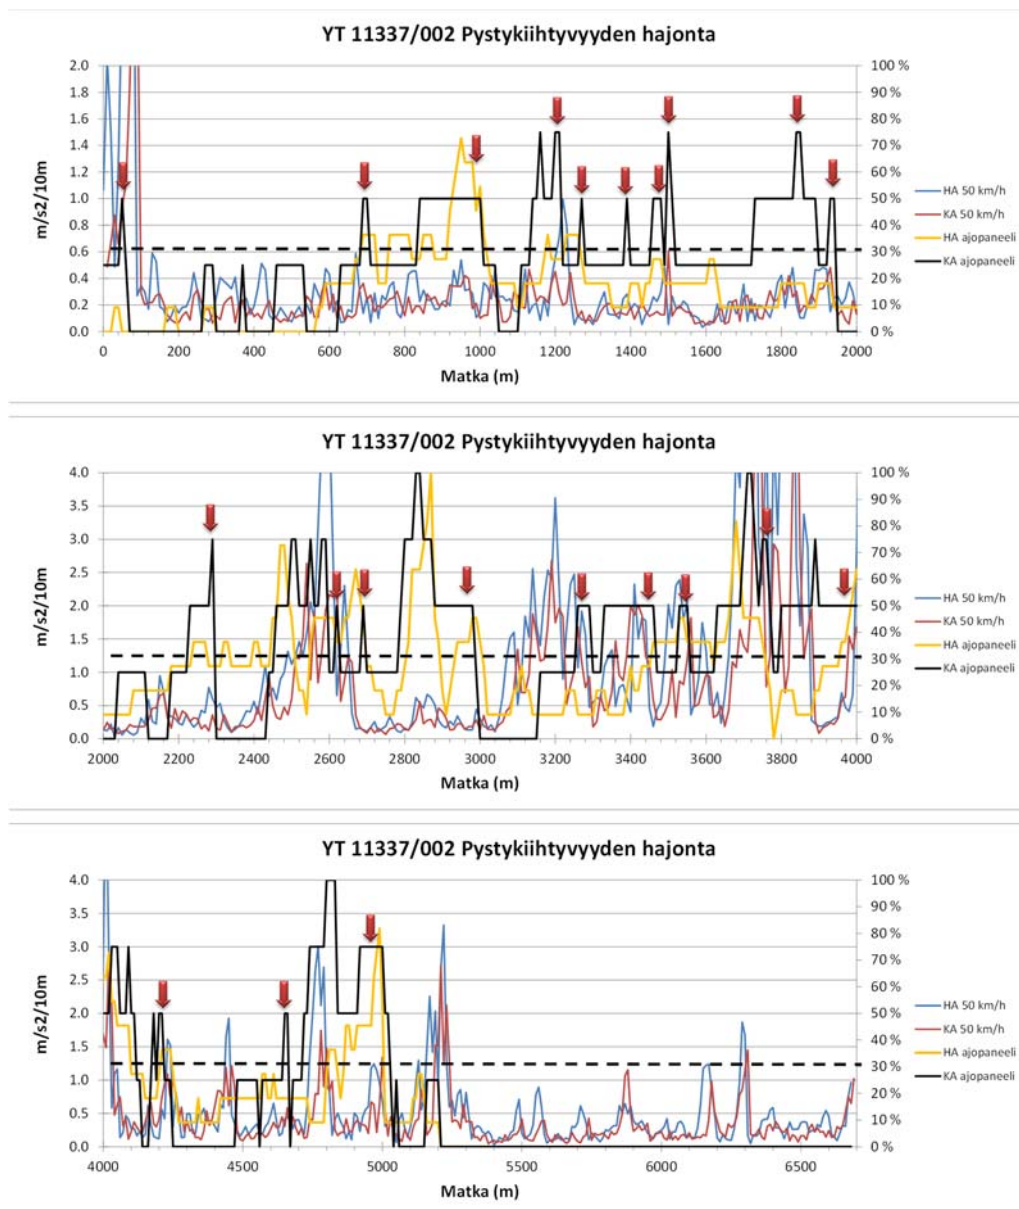 YT 11337/002 Pystykiihtyvyyden hajonta
m/s2/10m
2.0
1.8
1.6
1.4
1.2
1.0
0.8
0.6
0.4
0.2
0.0
100 %
90 %
80 %
70 %
60 %
50 %
40 %
30 %
20 %
10 %
0 %
0 200 400 600 800 1000 1200 1400 1600 1800 2000
Matka (m)
HA 50 km/h
KA 50 km/h
HA ajopaneeli
KA ajopaneeli
YT 11337/002 Pystykiihtyvyyden hajonta
m/s2/10m
4.0
3.5
3.0
2.5
2.0
1.5
1.0
0.5
0.0
100 %
90 %
80 %
70 %
60 %
50 %
40 %
30 %
20 %
10 %
0 %
2000 2200 2400 2600 2800 3000 3200 3400 3600 3800 4000
Matka (m)
HA 50 km/h
KA 50 km/h
HA ajopaneeli
KA ajopaneeli
YT 11337/002 Pystykiihtyvyyden hajonta
m/s2/10m
4.0
3.5
3.0
2.5
2.0
1.5
1.0
0.5
0.0
100 %
90 %
80 %
70 %
60 %
50 %
40 %
30 %
20 %
10 %
0 %
4000 4500 5000 5500 6000 6500
Matka (m)
HA 50 km/h
KA 50 km/h
HA ajopaneeli
KA ajopaneeli